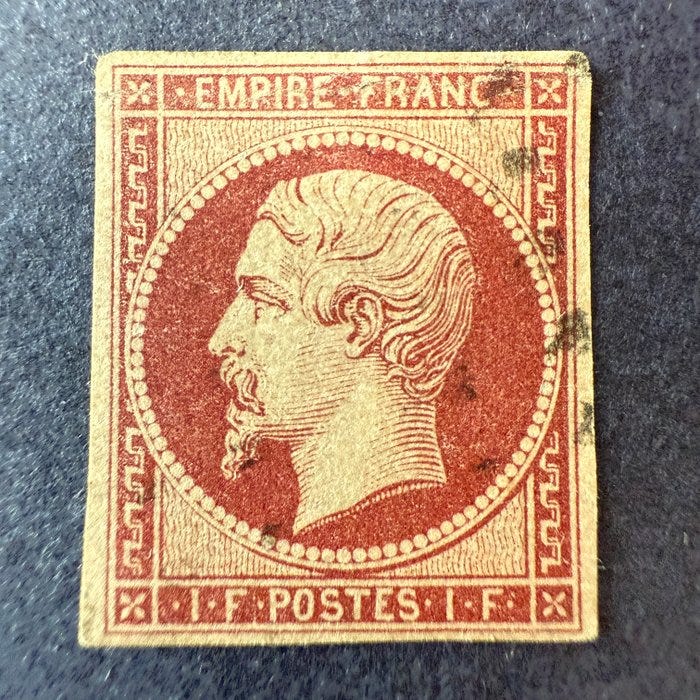 · EMPIRE · FRANC
· 1 · F · POSTES · 1 · F ·